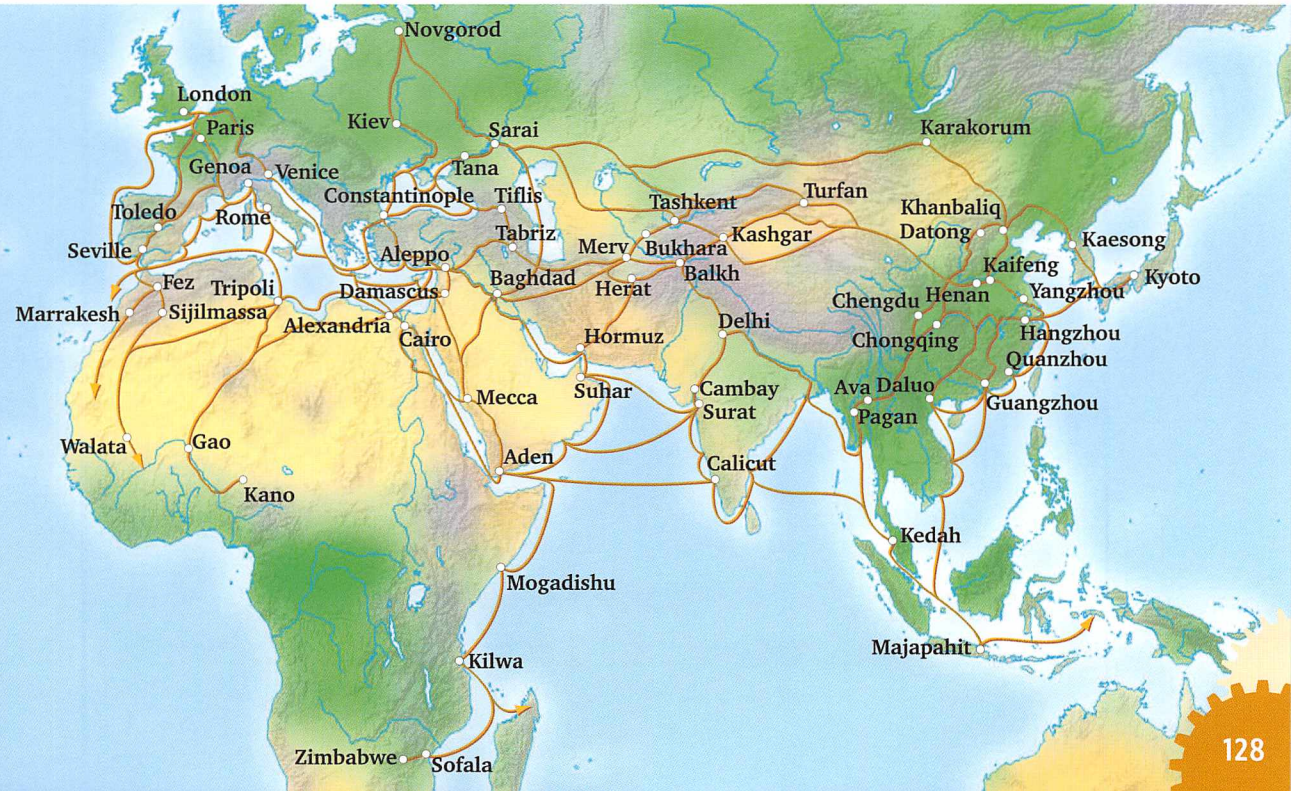 Novgorod
London
Kiev
Paris
Sarai
Karakorum
Genoa
Venice
Tana
Constantinople
Tiflis
Turfan
Toledo
Rome
Tashkent
Khanbaliq
Tabriz
Datong
Seville
Aleppo
Merv
Bukhara
Kashgar
Kaesong
Fez
Tripoli
Baghdad
Balkh
Kaifeng
Kyoto
Damascus
Herat
Chengdu
Henan
Yangzhou
Marrakesh
Sijilmassa
Alexandria
Cairo
Hormuz
Delhi
Chongqing
Hangzhou
Quanzhou
Mecca
Suhar
Cambay
Ava
Daluo
Surat
Pagan
Guangzhou
Walata
Gao
Aden
Calicut
Kano
Kedah
Mogadishu
Majapahit
Kilwa
Zimbabwe
Sofala
128